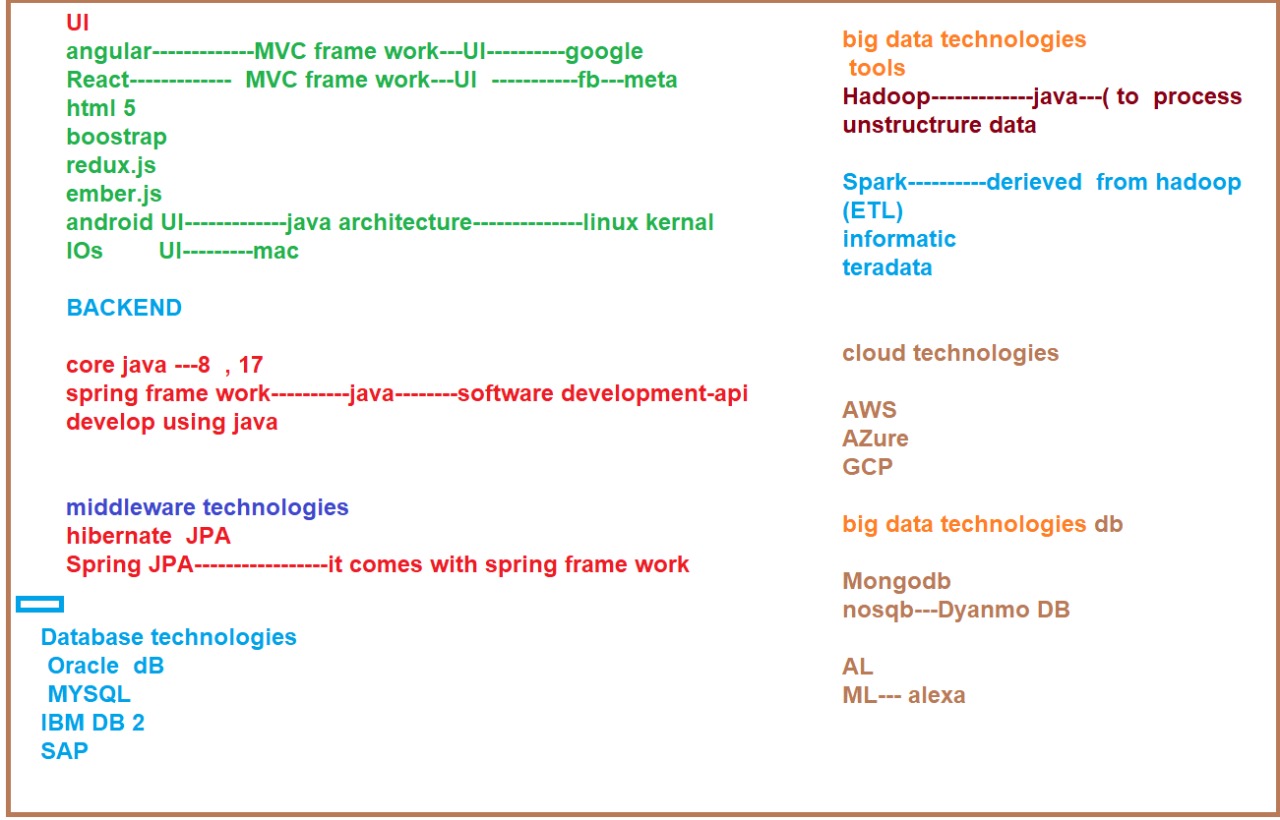 UI
angular-------------MVC frame work---UI----------google
React-------------  MVC frame work---UI  -----------fb---meta
html 5
boostrap
redux.js
ember.js
android UI-------------java architecture--------------linux kernal
IOs        UI---------mac
BACKEND
core java ---8  , 17
spring frame work----------java--------software development-api
develop using java
middleware technologies
hibernate  JPA
Spring JPA-----------------it comes with spring frame work
Database technologies
Oracle  dB
MYSQL
IBM DB 2
SAP
big data technologies
tools
Hadoop-------------java---( to  process
unstructrure data
Spark----------derieved  from hadoop
(ETL)
informatic
teradata
cloud technologies
AWS
AZure
GCP
big data technologies db
Mongodb
nosqb---Dyanmo DB
AL
ML--- alexa